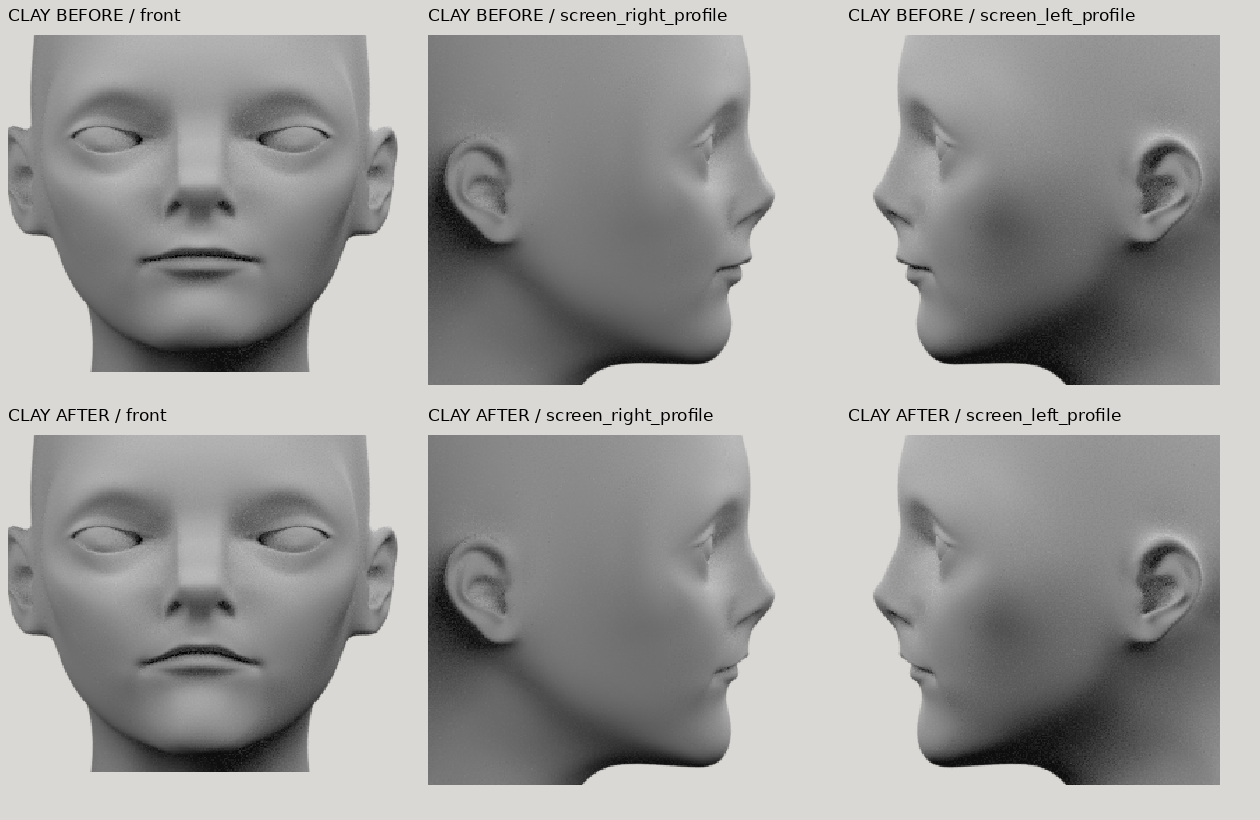 CLAY BEFORE / front
CLAY BEFORE / screen_right_profile
CLAY BEFORE / screen_left_profile
CLAY AFTER / front
CLAY AFTER / screen_right_profile
CLAY AFTER / screen_left_profile